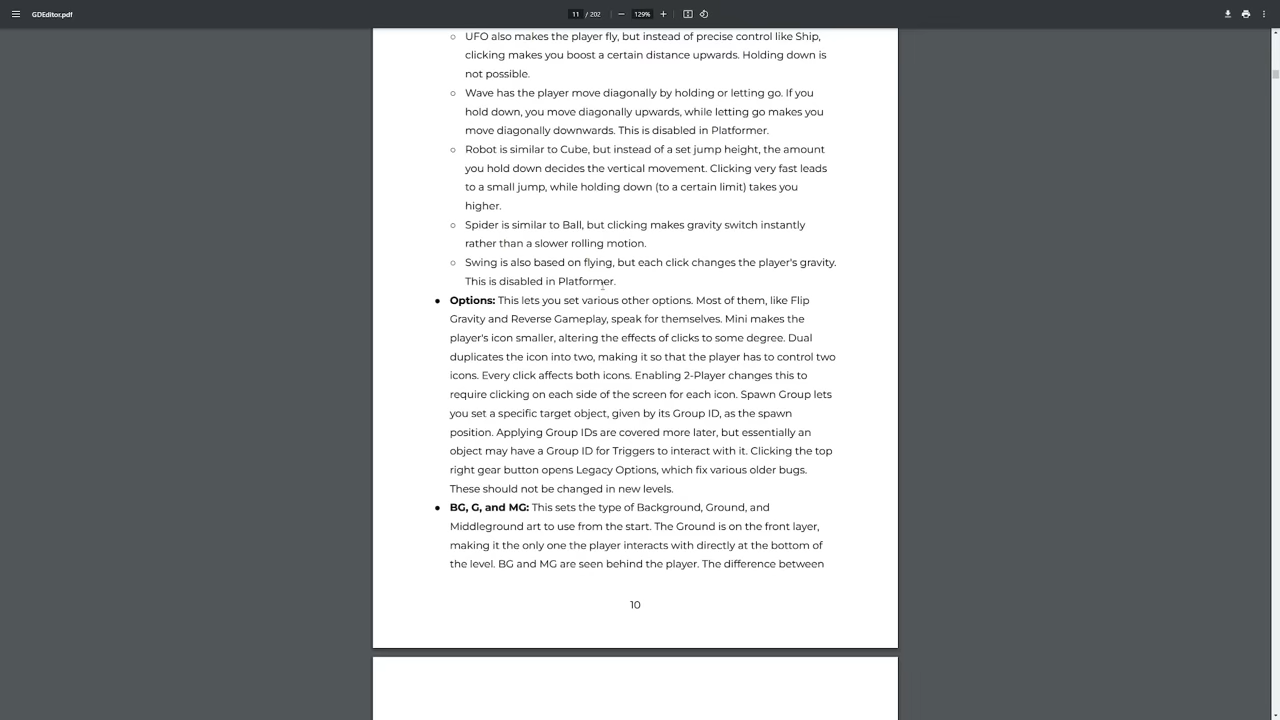 GDEditor.pdf
11 / 202
129%
○ UFO also makes the player fly, but instead of precise control like Ship,
clicking makes you boost a certain distance upwards. Holding down is
not possible.
○ Wave has the player move diagonally by holding or letting go. If you
hold down, you move diagonally upwards, while letting go makes you
move diagonally downwards. This is disabled in Platformer.
○ Robot is similar to Cube, but instead of a set jump height, the amount
you hold down decides the vertical movement. Clicking very fast leads
to a small jump, while holding down (to a certain limit) takes you
higher.
○ Spider is similar to Ball, but clicking makes gravity switch instantly
rather than a slower rolling motion.
○ Swing is also based on flying, but each click changes the player's gravity.
This is disabled in Platformer.
● Options: This lets you set various other options. Most of them, like Flip
Gravity and Reverse Gameplay, speak for themselves. Mini makes the
player's icon smaller, altering the effects of clicks to some degree. Dual
duplicates the icon into two, making it so that the player has to control two
icons. Every click affects both icons. Enabling 2-Player changes this to
require clicking on each side of the screen for each icon. Spawn Group lets
you set a specific target object, given by its Group ID, as the spawn
position. Applying Group IDs are covered more later, but essentially an
object may have a Group ID for Triggers to interact with it. Clicking the top
right gear button opens Legacy Options, which fix various older bugs.
These should not be changed in new levels.
● BG, G, and MG: This sets the type of Background, Ground, and
Middleground art to use from the start. The Ground is on the front layer,
making it the only one the player interacts with directly at the bottom of
the level. BG and MG are seen behind the player. The difference between
10